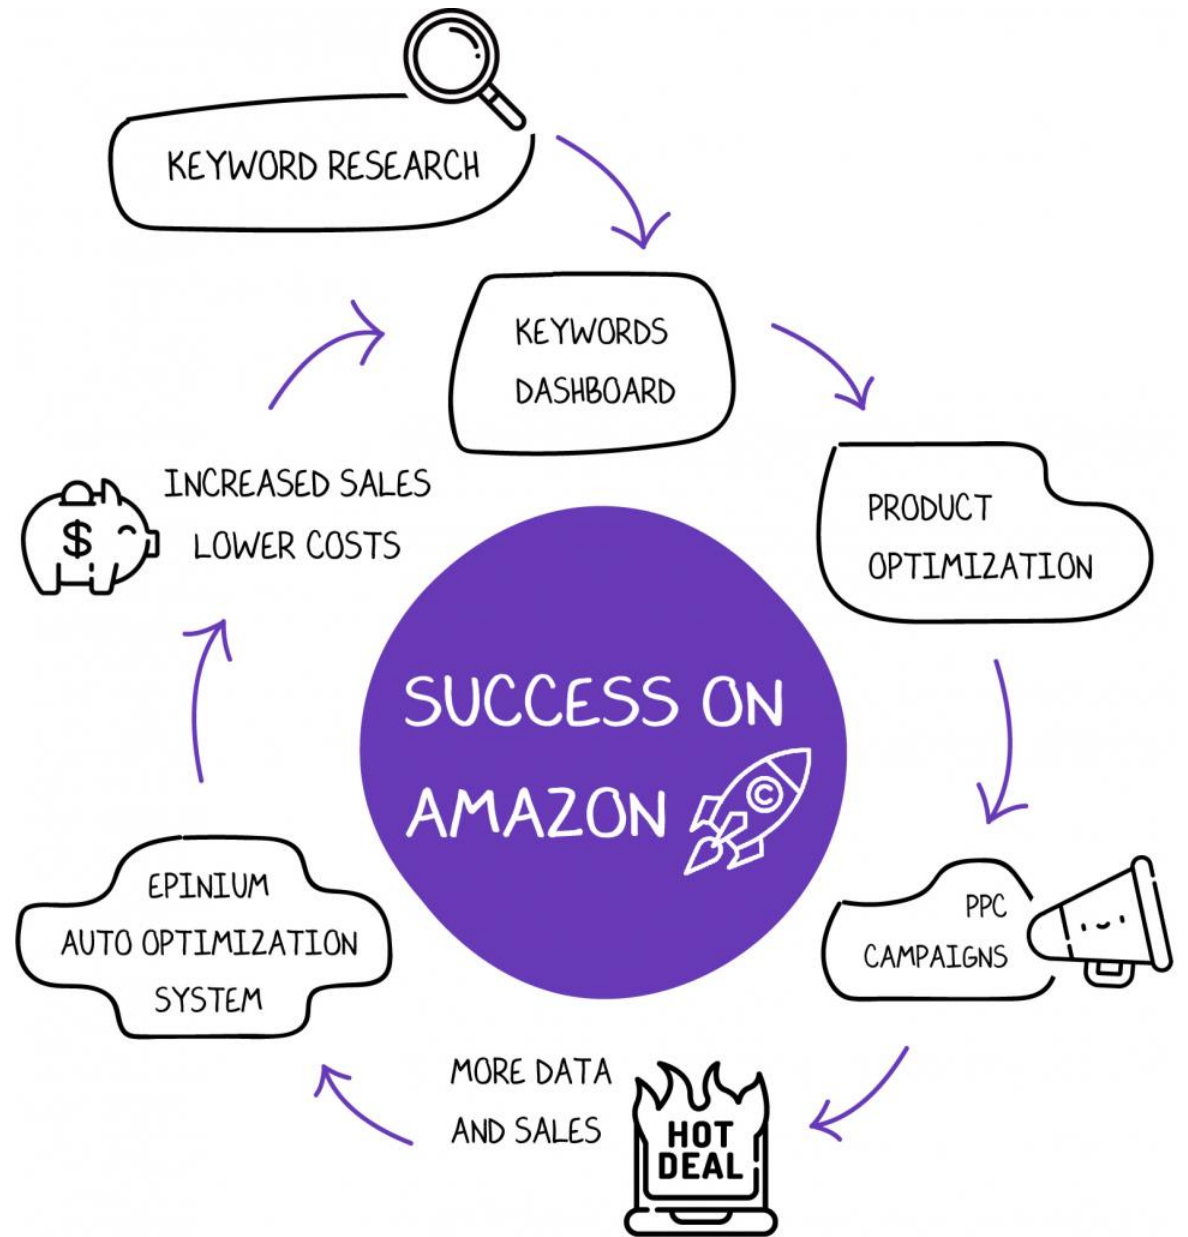 KEYWORD RESEARCH
KEYWORDS
DASHBOARD
PRODUCT
OPTIMIZATION
PPC
CAMPAIGNS
MORE DATA
AND SALES
HOT
DEAL
EPINIUM
AUTO OPTIMIZATION
SYSTEM
INCREASED SALES
LOWER COSTS
$
SUCCESS ON
AMAZON
©